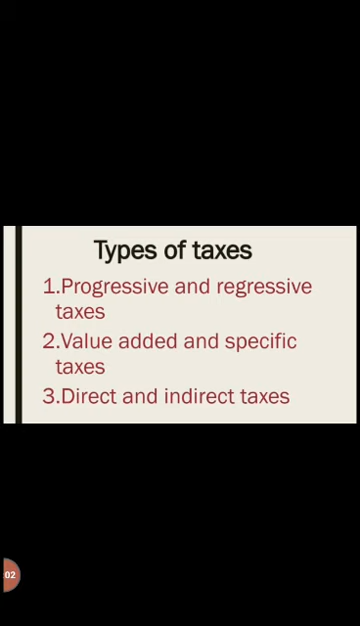 Types of taxes
1.Progressive and regressive
taxes
2.Value added and specific
taxes
3.Direct and indirect taxes
02